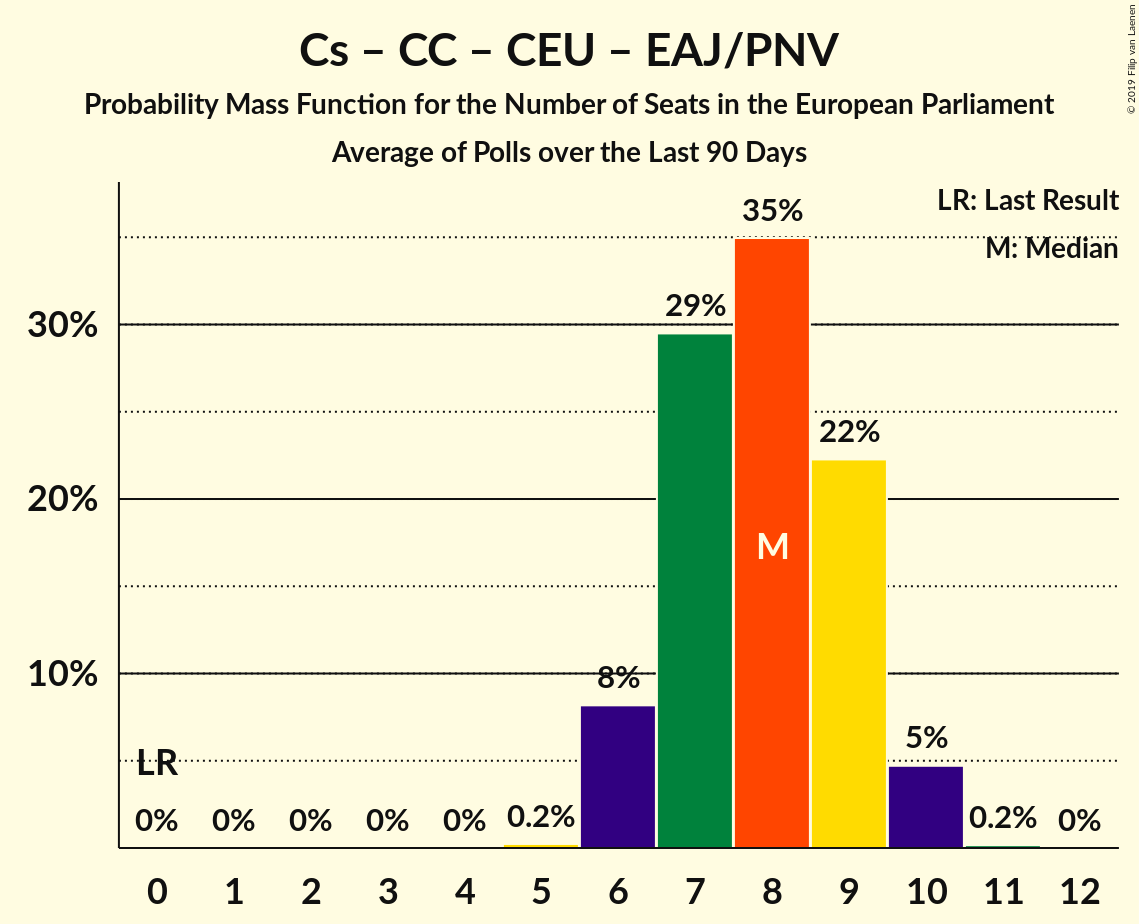 Cs – CC – CEU – EAJ/PNV
Probability Mass Function for the Number of Seats in the European Parliament
Average of Polls over the Last 90 Days
© 2019 Filip van Laenen
LR: Last Result
M: Median
35%
29%
30%
22%
20%
M
10%
8%
5%
LR
0% 0% 0% 0% 0% 0.2% 0.2% 0%
0 1 2 3 4 5 6 7 8 9 10 11 12